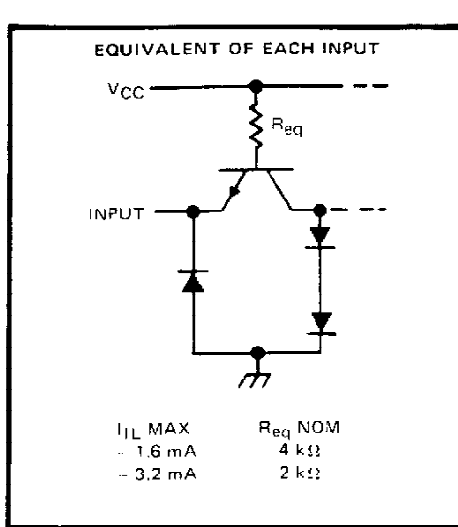 EQUIVALENT OF EACH INPUT
VCC
Req
INPUT
IIL MAX Req NOM
– 1.6 mA 4 kΩ
– 3.2 mA 2 kΩ